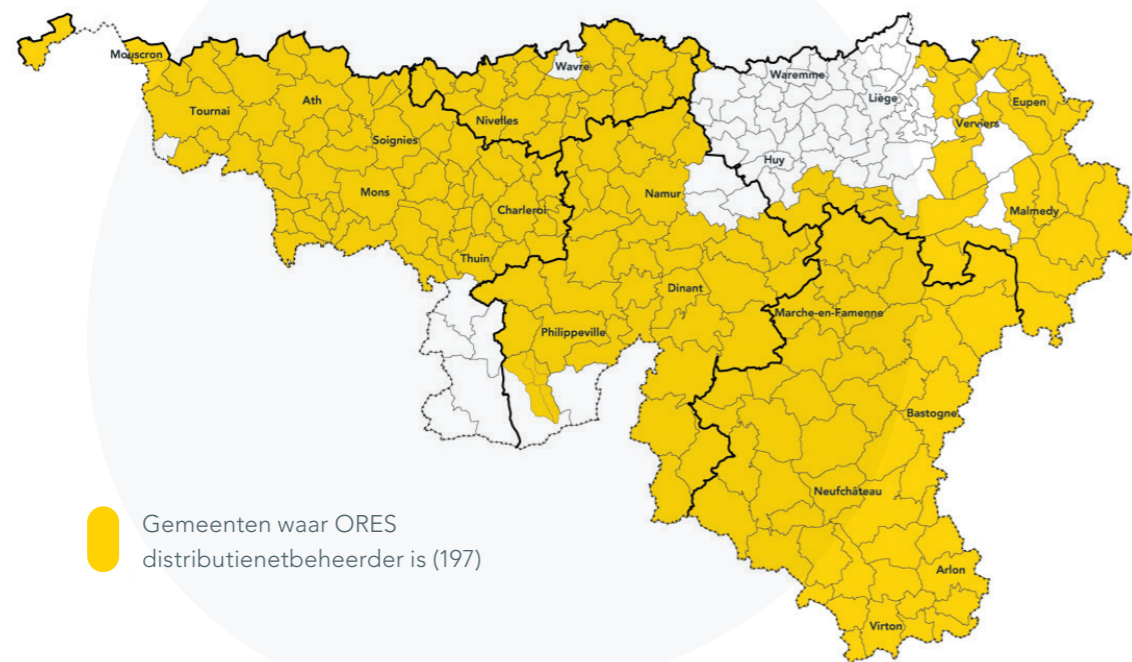 Mouscron
Wavre
Waremme
Liège
Tournai
Ath
Eupen
Nivelles
Verviers
Soignies
Huy
Mons
Namur
Charleroi
Malmedy
Thuin
Dinant
Marche-en-Famenne
Philippeville
Bastogne
Neufchâteau
Arlon
Virton
Gemeenten waar ORES
distributienetbeheerder is (197)